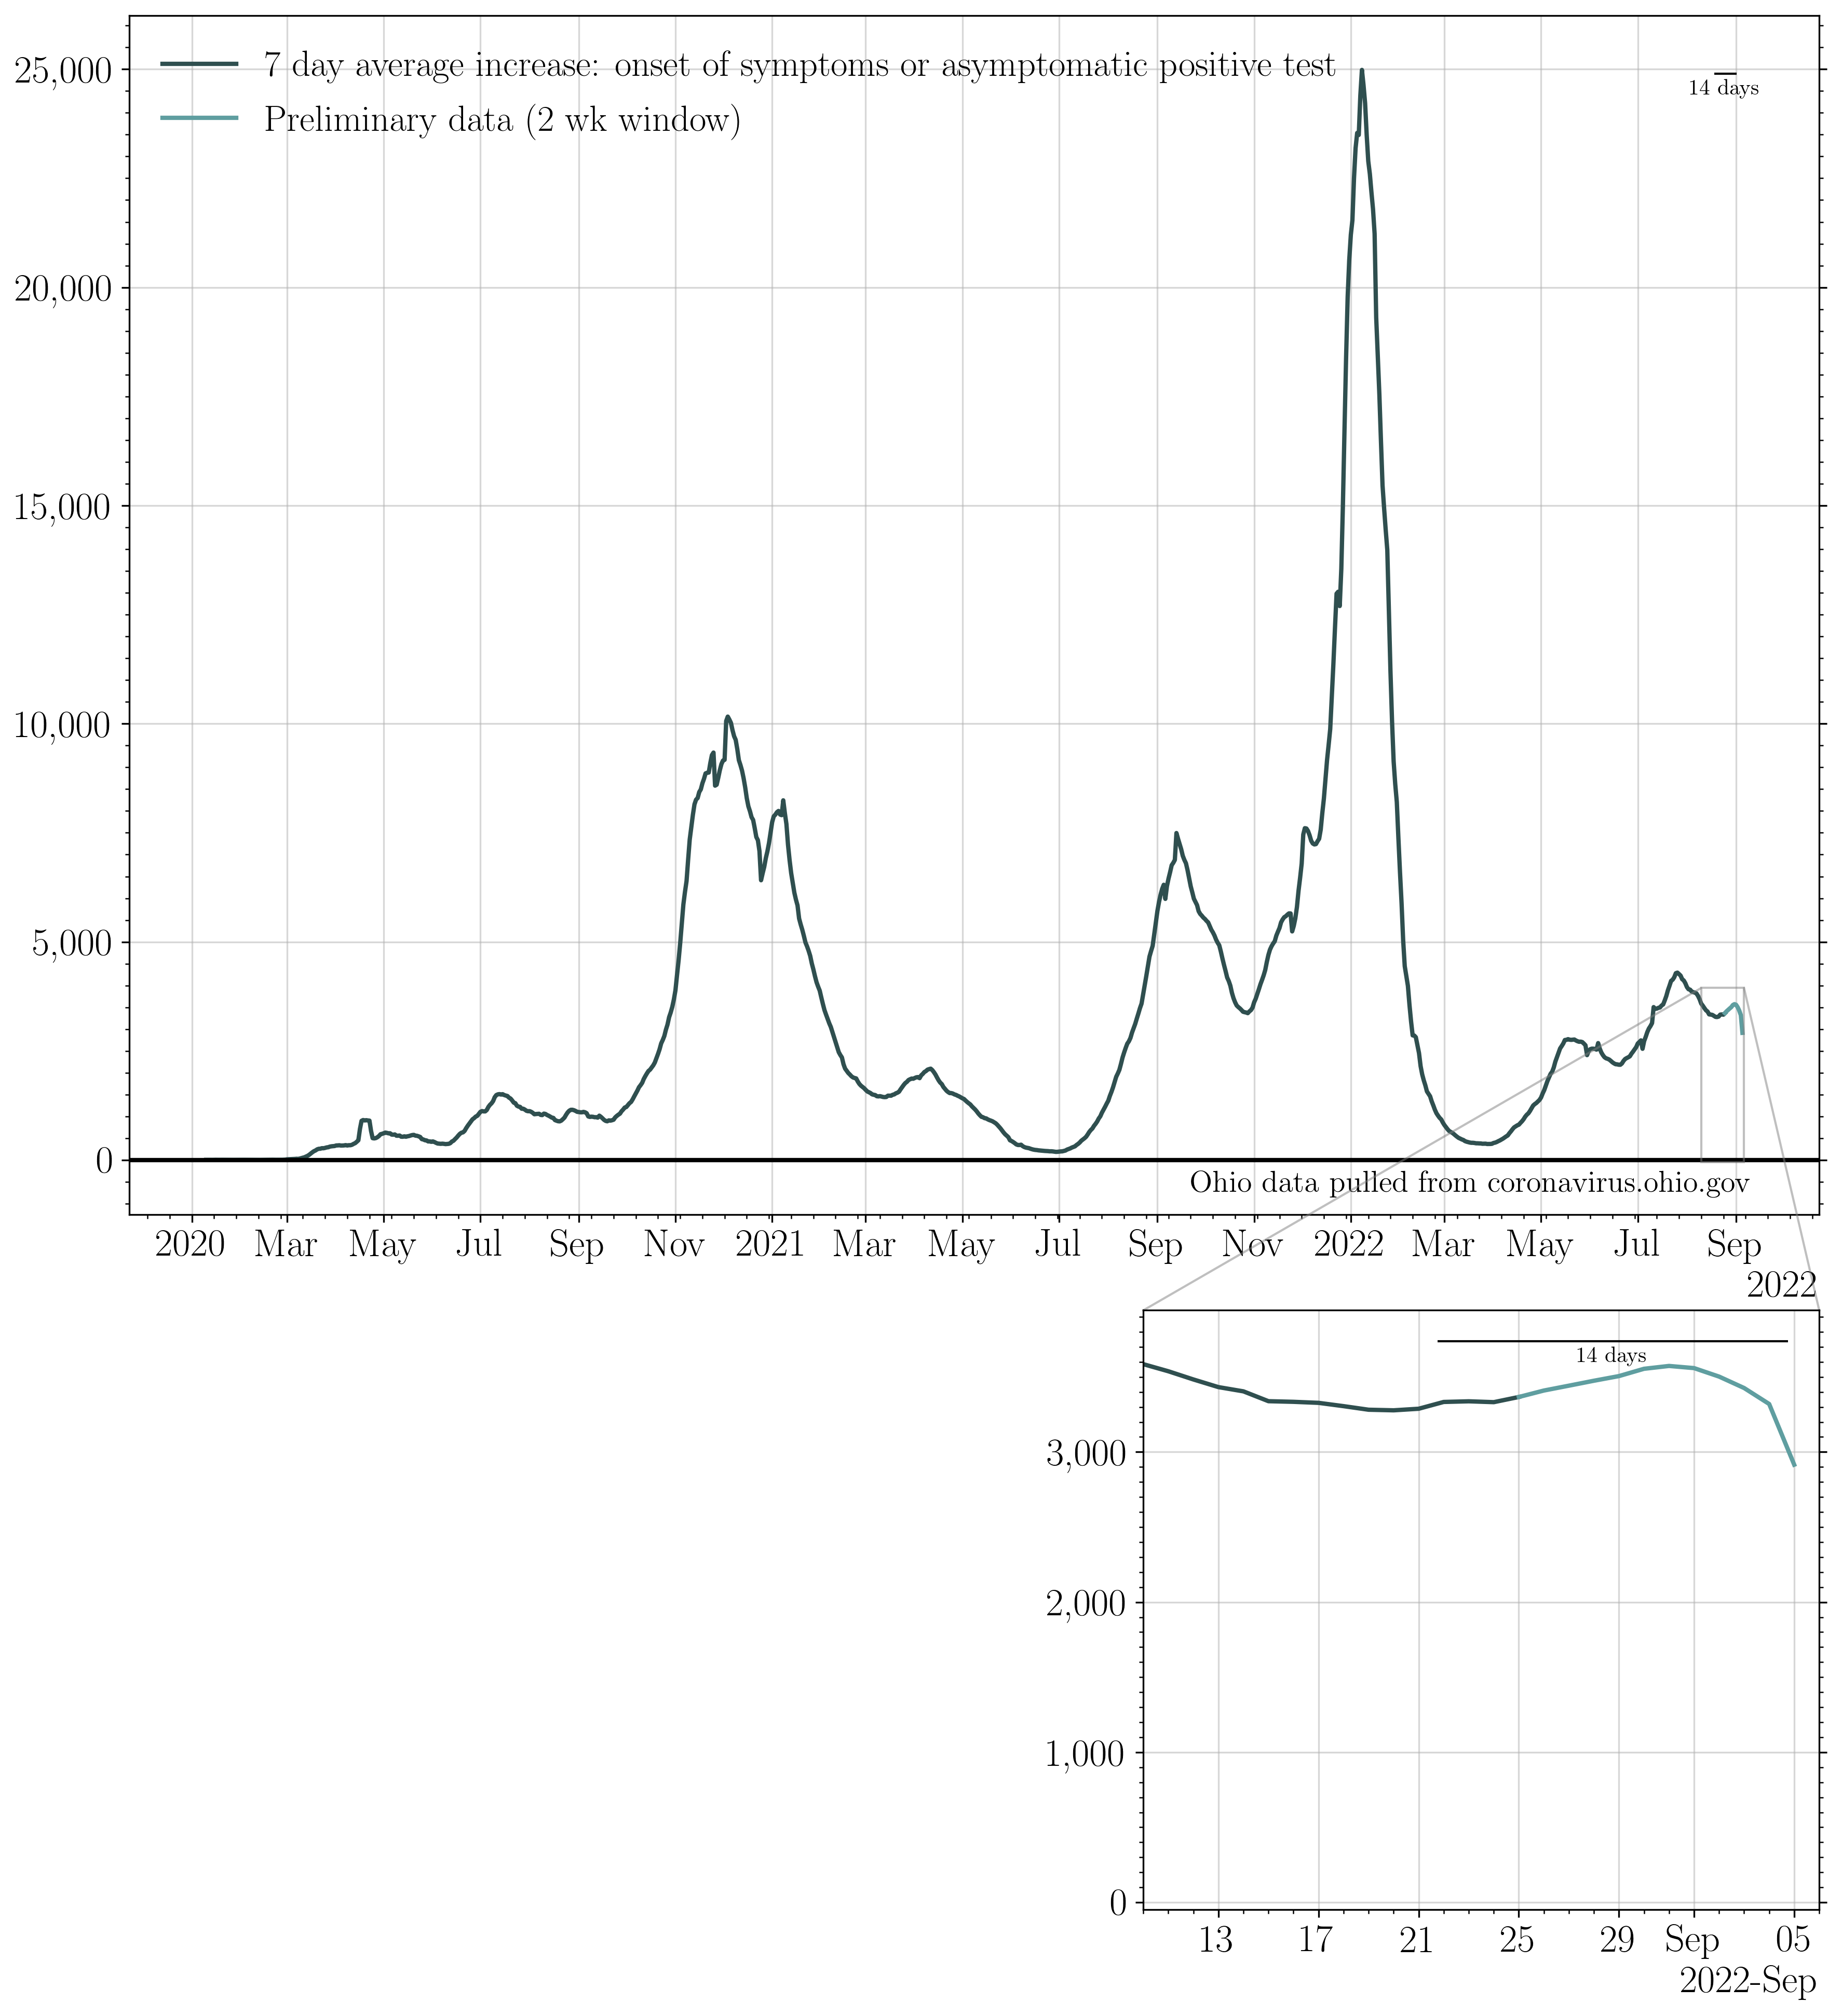 25,000
7 day average increase: onset of symptoms or asymptomatic positive test
14 days
Preliminary data (2 wk window)
20,000
15,000
10,000
5,000
0
Ohio data pulled from coronavirus.ohio.gov
2020 Mar May Jul Sep Nov 2021 Mar May Jul Sep Nov 2022 Mar May Jul Sep
2022
14 days
3,000
2,000
1,000
0
13 17 21 25 29 Sep 05
2022-Sep